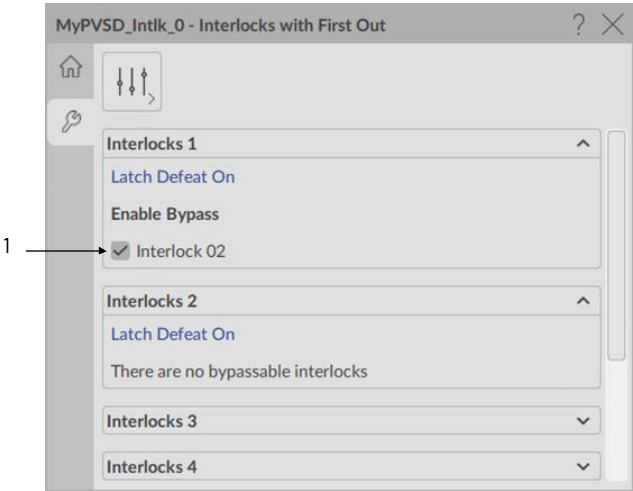 MyPVSD_Intlk_0 - Interlocks with First Out
?
Interlocks 1
Latch Defeat On
Enable Bypass
1
Interlock 02
Interlocks 2
Latch Defeat On
There are no bypassable interlocks
Interlocks 3
Interlocks 4